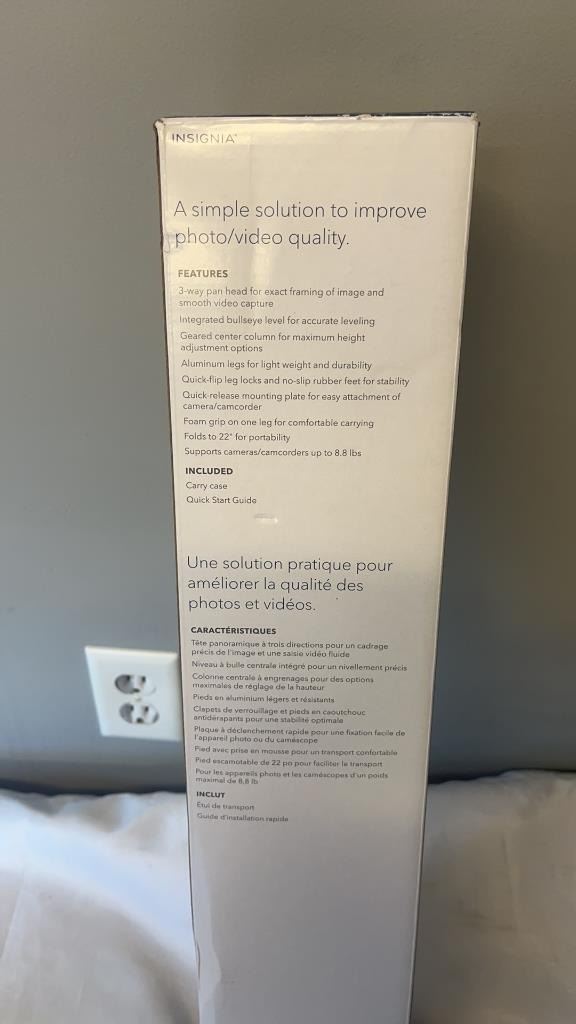 INSIGNIA™
A simple solution to improve
photo/video quality.
FEATURES
3-way pan head for exact framing of image and
smooth video capture
Integrated bullseye level for accurate leveling
Geared center column for maximum height
adjustment options
Aluminum legs for light weight and durability
Quick-flip leg locks and no-slip rubber feet for stability
Quick-release mounting plate for easy attachment of
camera/camcorder
Foam grip on one leg for comfortable carrying
Folds to 22" for portability
Supports cameras/camcorders up to 8.8 lbs
INCLUDED
Carry case
Quick Start Guide
Une solution pratique pour
améliorer la qualité des
photos et vidéos.
CARACTÉRISTIQUES
Tête panoramique à trois directions pour un cadrage
précis de l'image et une saisie vidéo fluide
Niveau à bulle centrale intégré pour un nivellement précis
Colonne centrale à engrenages pour des options
maximales de réglage de la hauteur
Pieds en aluminium légers et résistants
Clapets de verrouillage et pieds en caoutchouc
antidérapants pour une stabilité optimale
Plaque à déclenchement rapide pour une fixation facile de
l'appareil photo ou du caméscope
Pied avec prise en mousse pour un transport confortable
Pied escamotable de 22 po pour faciliter le transport
Pour les appareils photo et les caméscopes d'un poids
maximal de 8,8 lb
INCLUT
Étui de transport
Guide d'installation rapide